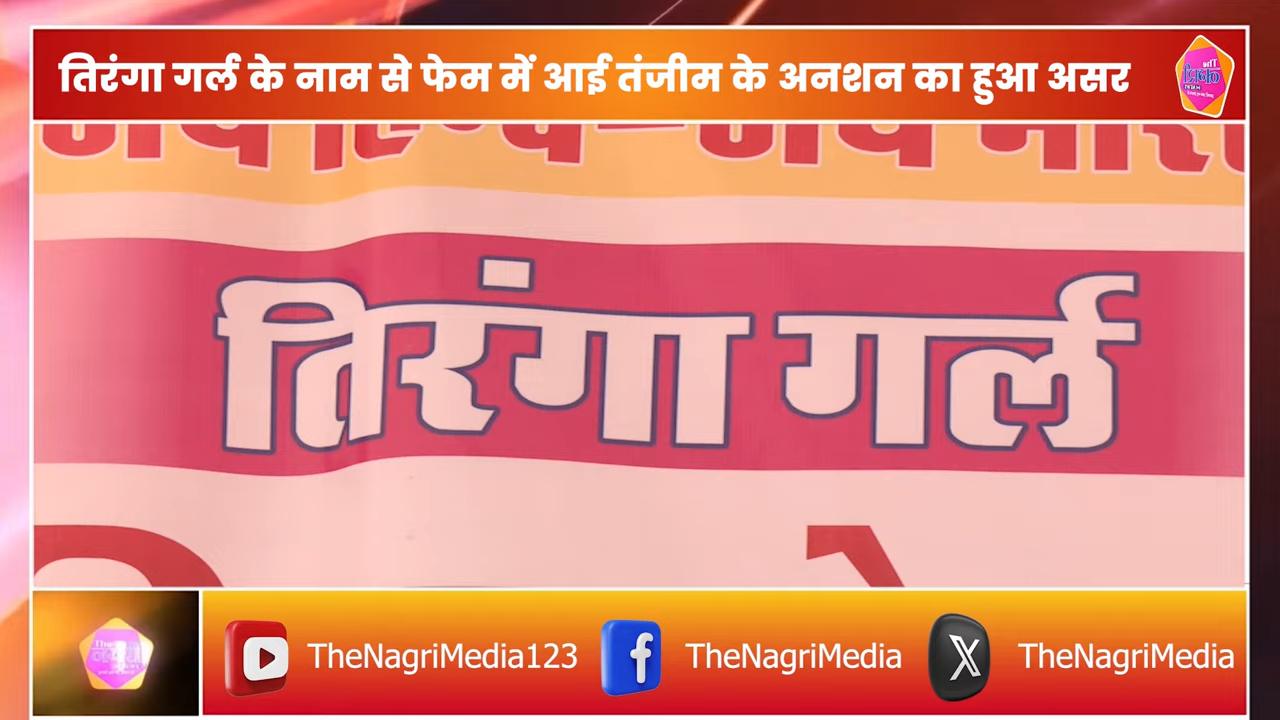 तिरंगा गर्ल के नाम से फेम में आई तंजीम के अनशन का हुआ असर
तिरंगा गर्ल
TheNagriMedia123
TheNagriMedia
TheNagriMedia